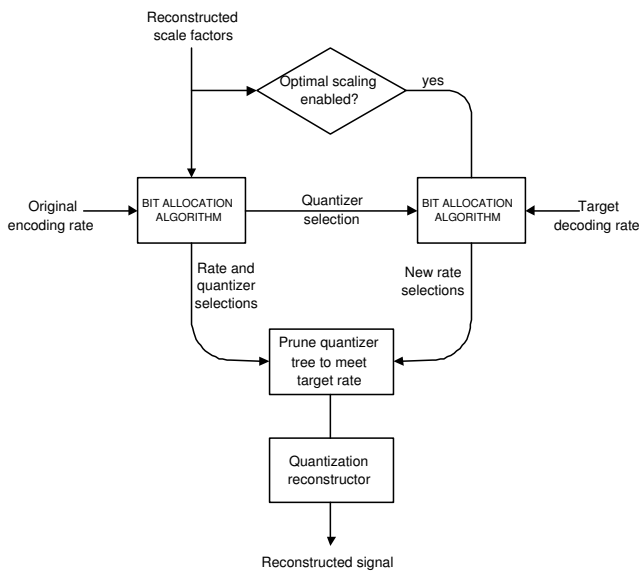 Reconstructed
scale factors
Optimal scaling
enabled?
yes
Original
encoding rate
BIT ALLOCATION
ALGORITHM
Quantizer
selection
BIT ALLOCATION
ALGORITHM
Target
decoding rate
Rate and
quantizer
selections
New rate
selections
Prune quantizer
tree to meet
target rate
Quantization
reconstructor
Reconstructed signal